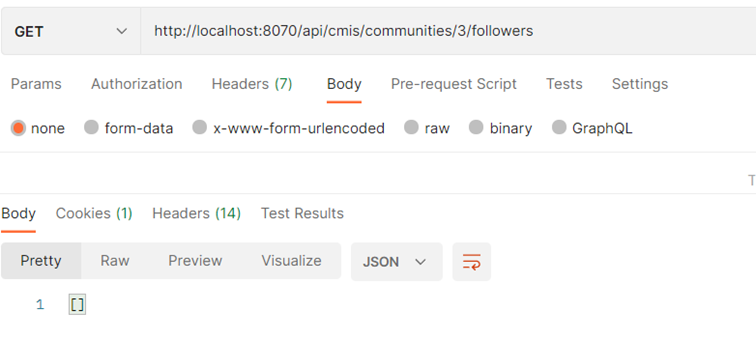 GET http://localhost:8070/api/cmis/communities/3/followers
Params Authorization Headers (7) Body Pre-request Script Tests Settings
none form-data x-www-form-urlencoded raw binary GraphQL
T
Body Cookies (1) Headers (14) Test Results
Pretty Raw Preview Visualize JSON
1 []